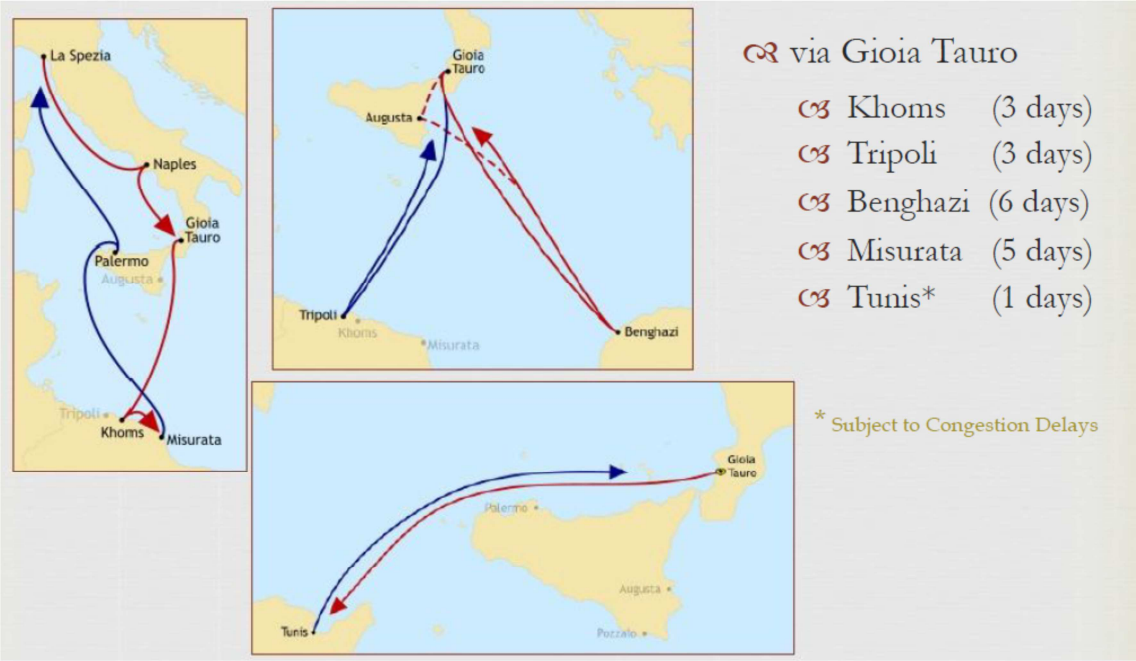 La Spezia
Naples
Gioia
Tauro
Palermo
Augusta
Tripoli
Khoms
Misurata
Gioia
Tauro
Augusta
Tripoli
Khoms
Misurata
Benghazi
Gioia
Tauro
Palermo
Augusta
Tunis
Pozzalo
via Gioia Tauro
Khoms (3 days)
Tripoli (3 days)
Benghazi (6 days)
Misurata (5 days)
Tunis* (1 days)
* Subject to Congestion Delays